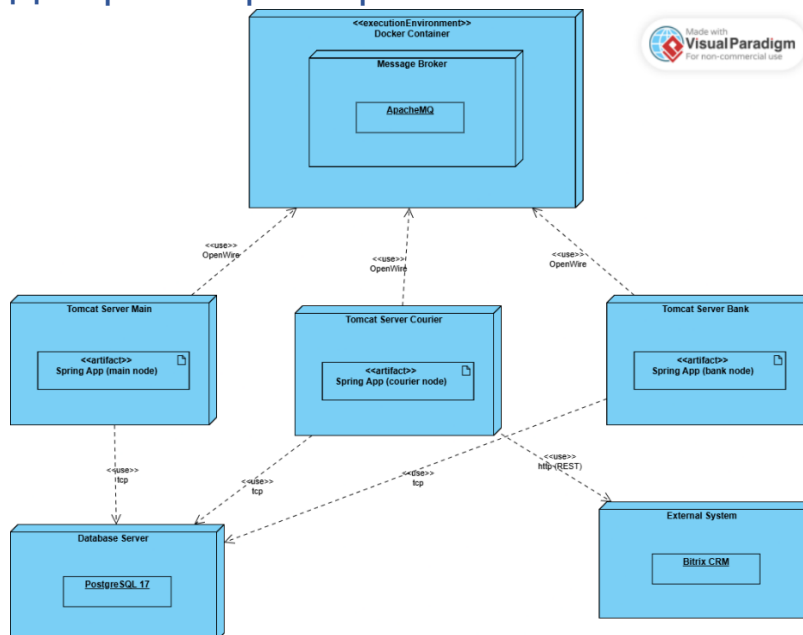 <<executionEnvironment>>
Docker Container
Message Broker
ApacheMQ
Made with
Visual Paradigm
For non-commercial use
<<use>>
OpenWire
<<use>>
OpenWire
<<use>>
OpenWire
Tomcat Server Main
<<artifact>>
Spring App (main node)
Tomcat Server Courier
<<artifact>>
Spring App (courier node)
Tomcat Server Bank
<<artifact>>
Spring App (bank node)
<<use>>
tcp
<<use>>
tcp
<<use>>
tcp
<<use>>
http (REST)
Database Server
PostgreSQL 17
External System
Bitrix CRM